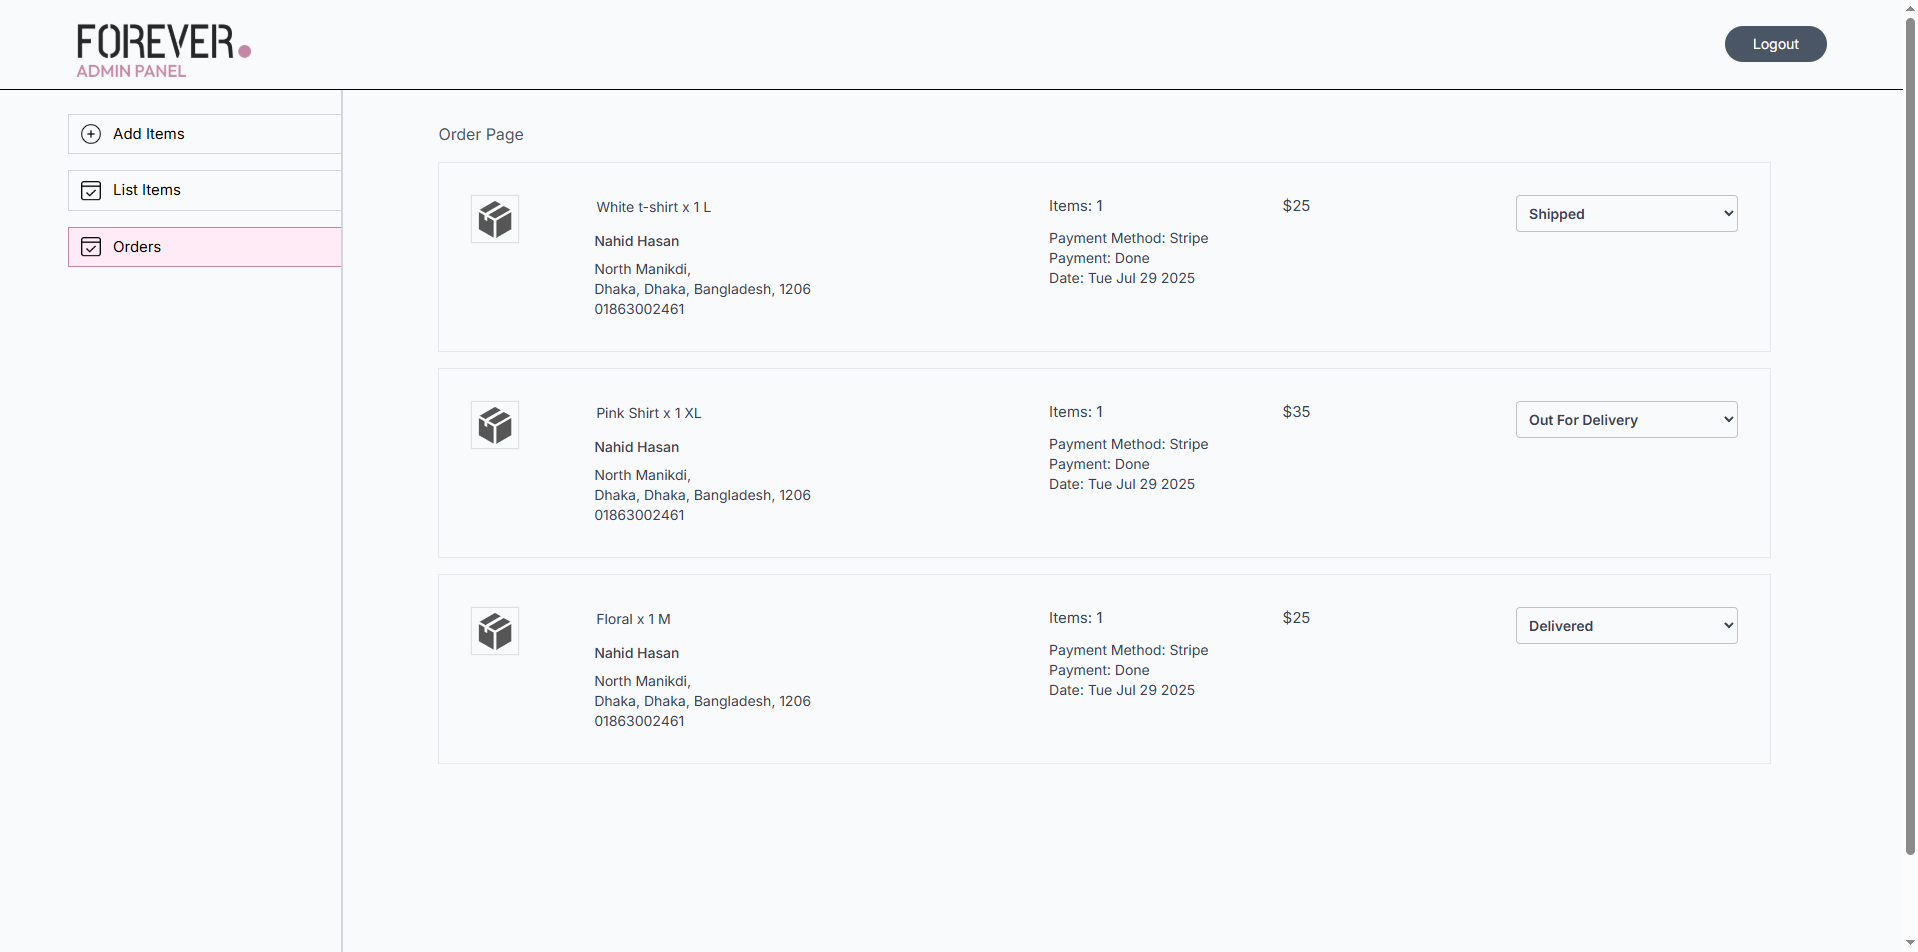 FOREVER.
ADMIN PANEL
Logout
Add Items
List Items
Orders
Order Page
White t-shirt x 1 L
Nahid Hasan
North Manikdi,
Dhaka, Dhaka, Bangladesh, 1206
01863002461
Items: 1
Payment Method: Stripe
Payment: Done
Date: Tue Jul 29 2025
$25
Shipped
Pink Shirt x 1 XL
Nahid Hasan
North Manikdi,
Dhaka, Dhaka, Bangladesh, 1206
01863002461
Items: 1
Payment Method: Stripe
Payment: Done
Date: Tue Jul 29 2025
$35
Out For Delivery
Floral x 1 M
Nahid Hasan
North Manikdi,
Dhaka, Dhaka, Bangladesh, 1206
01863002461
Items: 1
Payment Method: Stripe
Payment: Done
Date: Tue Jul 29 2025
$25
Delivered